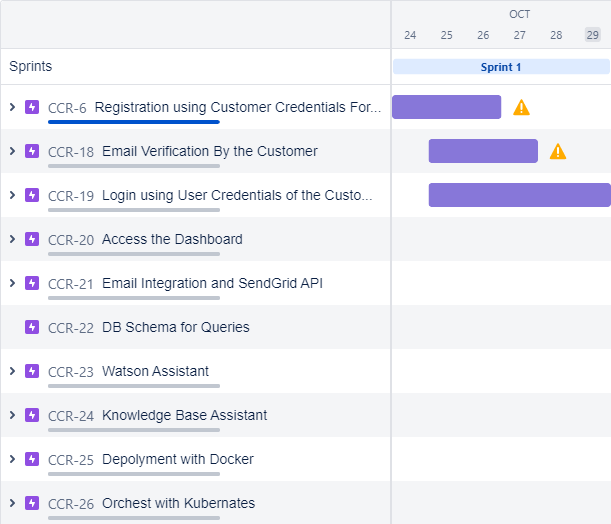 OCT
24 25 26 27 28 29
Sprints
Sprint 1
CCR-6 Registration using Customer Credentials For...
CCR-18 Email Verification By the Customer
CCR-19 Login using User Credentials of the Custo...
CCR-20 Access the Dashboard
CCR-21 Email Integration and SendGrid API
CCR-22 DB Schema for Queries
CCR-23 Watson Assistant
CCR-24 Knowledge Base Assistant
CCR-25 Depolyment with Docker
CCR-26 Orchest with Kubernates